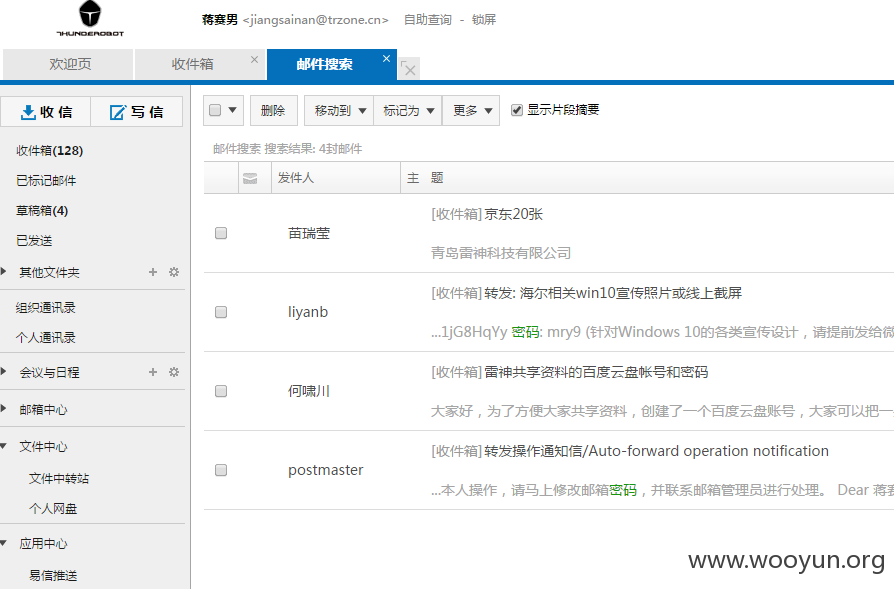 THUNDEROBOT
蒋赛男 <jiangsainan@trzone.cn> 自助查询 - 锁屏
欢迎页 收件箱 邮件搜索
收 信 写 信
删除 移动到 标记为 更多 显示片段摘要
收件箱(128)
已标记邮件
草稿箱(4)
已发送
其他文件夹
组织通讯录
个人通讯录
会议与日程
邮箱中心
文件中心
文件中转站
个人网盘
应用中心
易信推送
邮件搜索 搜索结果: 4封邮件
发件人 主 题
苗瑞莹 [收件箱]京东20张
青岛雷神科技有限公司
liyanb [收件箱]转发: 海尔相关win10宣传照片或线上截屏
...1jG8HqYy 密码: mry9 (针对Windows 10的各类宣传设计，请提前发给微
何啸川 [收件箱]雷神共享资料的百度云盘帐号和密码
大家好，为了方便大家共享资料，创建了一个百度云盘账号，大家可以把一
postmaster [收件箱]转发操作通知信/Auto-forward operation notification
...本人操作，请马上修改邮箱密码，并联系邮箱管理员进行处理。 Dear 蒋赛
www.wooyun.org